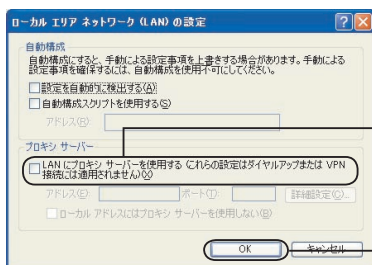 ローカル エリア ネットワーク (LAN) の設定
自動構成
自動構成にすると、手動による設定事項を上書きする場合があります。手動による
設定事項を確保するには、自動構成を使用不可にしてください。
設定を自動的に検出する(A)
自動構成スクリプトを使用する(S)
アドレス(R):
プロキシ サーバー
LAN にプロキシ サーバーを使用する (これらの設定はダイヤルアップまたは VPN
接続には適用されません)(X)
アドレス(E): ポート(T): 詳細設定(C)...
ローカル アドレスにはプロキシ サーバーを使用しない(B)
OK キャンセル